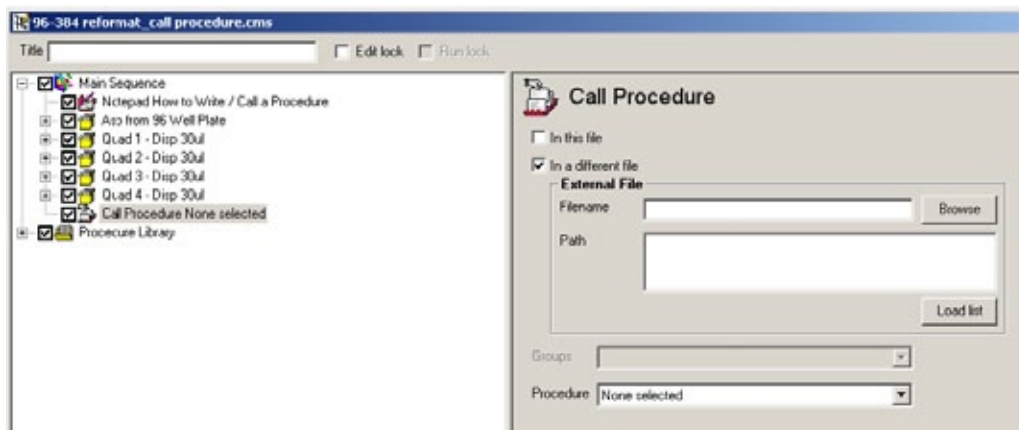 96-384 reformat_call procedure.cms
Title
Edit lock
Run lock
Main Sequence
Notepad How to Write / Call a Procedure
Asp from 96 Well Plate
Quad 1 - Disp 30ul
Quad 2 - Disp 30ul
Quad 3 - Disp 30ul
Quad 4 - Disp 30ul
Call Procedure None selected
Procedure Library
Call Procedure
In this file
In a different file
External File
Filename
Browse
Path
Load list
Groups
Procedure None selected